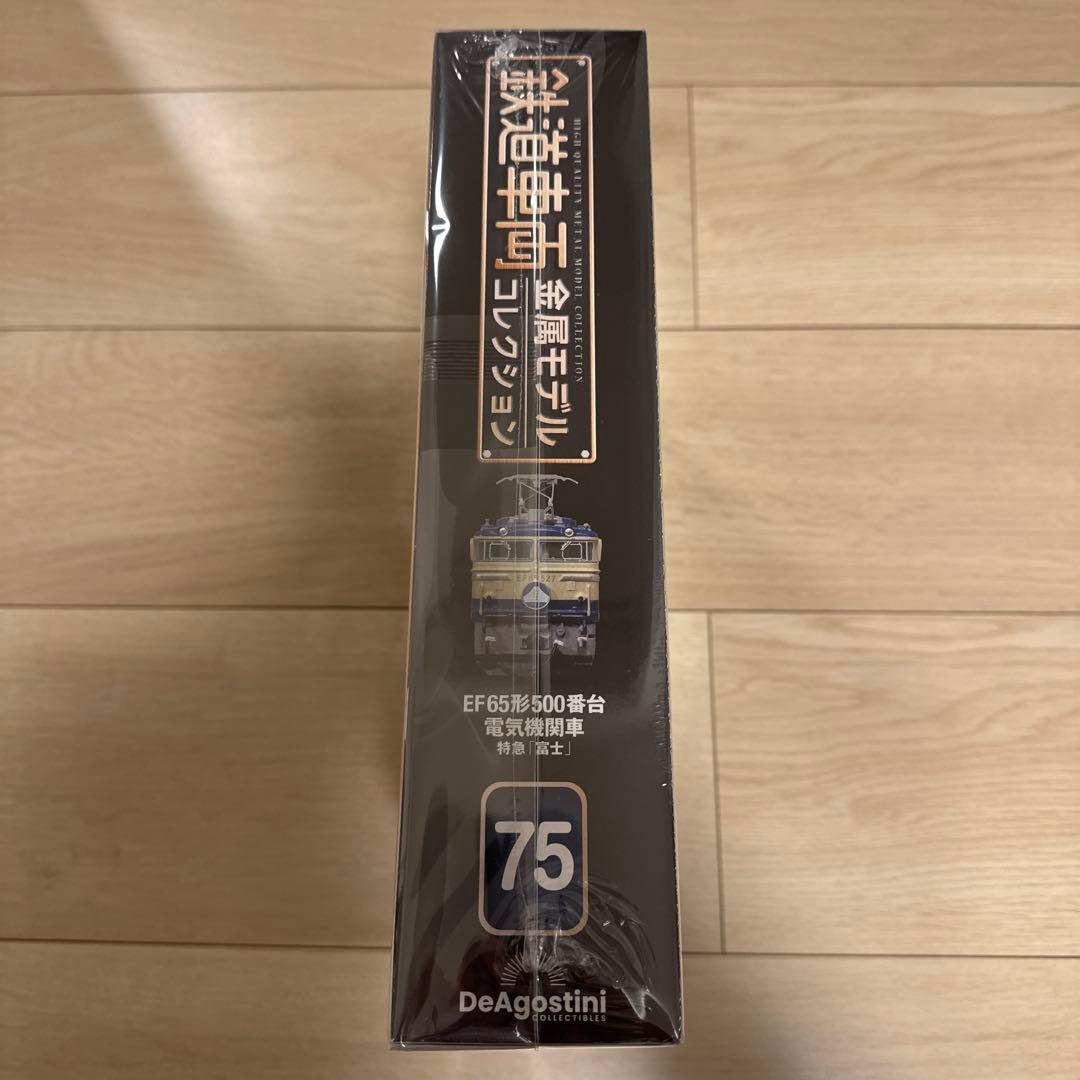 鉄道車両
金属モデル
コレクション
HIGH QUALITY METAL MODEL COLLECTION
EF65 527
EF65形500番台
電気機関車
特急「富士」
75
DeAgostini
COLLECTIBLES